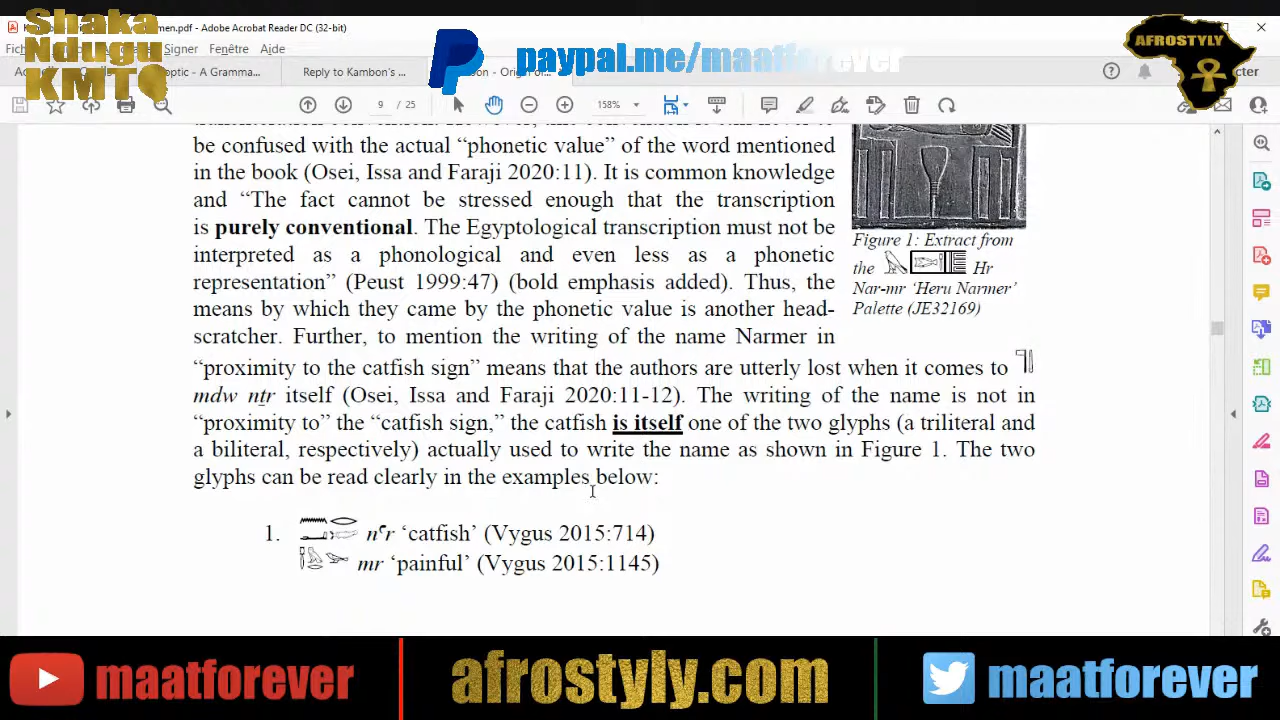 Shaka
Ndugu
KMT
men.pdf - Adobe Acrobat Reader DC (32-bit)
Signer Fenêtre Aide
optic - A Gramma...
Reply to Kambon's ...
paypal.me/maatforever
AFROSTYLY
9 / 25
158%
be confused with the actual “phonetic value” of the word mentioned
in the book (Osei, Issa and Faraji 2020:11). It is common knowledge
and “The fact cannot be stressed enough that the transcription
is purely conventional. The Egyptological transcription must not be
interpreted as a phonological and even less as a phonetic
representation” (Peust 1999:47) (bold emphasis added). Thus, the
means by which they came by the phonetic value is another head-
scratcher. Further, to mention the writing of the name Narmer in
“proximity to the catfish sign” means that the authors are utterly lost when it comes to
mdw nṯr itself (Osei, Issa and Faraji 2020:11-12). The writing of the name is not in
“proximity to” the “catfish sign,” the catfish is itself one of the two glyphs (a triliteral and
a biliteral, respectively) actually used to write the name as shown in Figure 1. The two
glyphs can be read clearly in the examples below:
Figure 1: Extract from
the Hr
Nar-mr ‘Heru Narmer’
Palette (JE32169)
1. nꜥr ‘catfish’ (Vygus 2015:714)
mr ‘painful’ (Vygus 2015:1145)
maatforever
afrostyly.com
maatforever